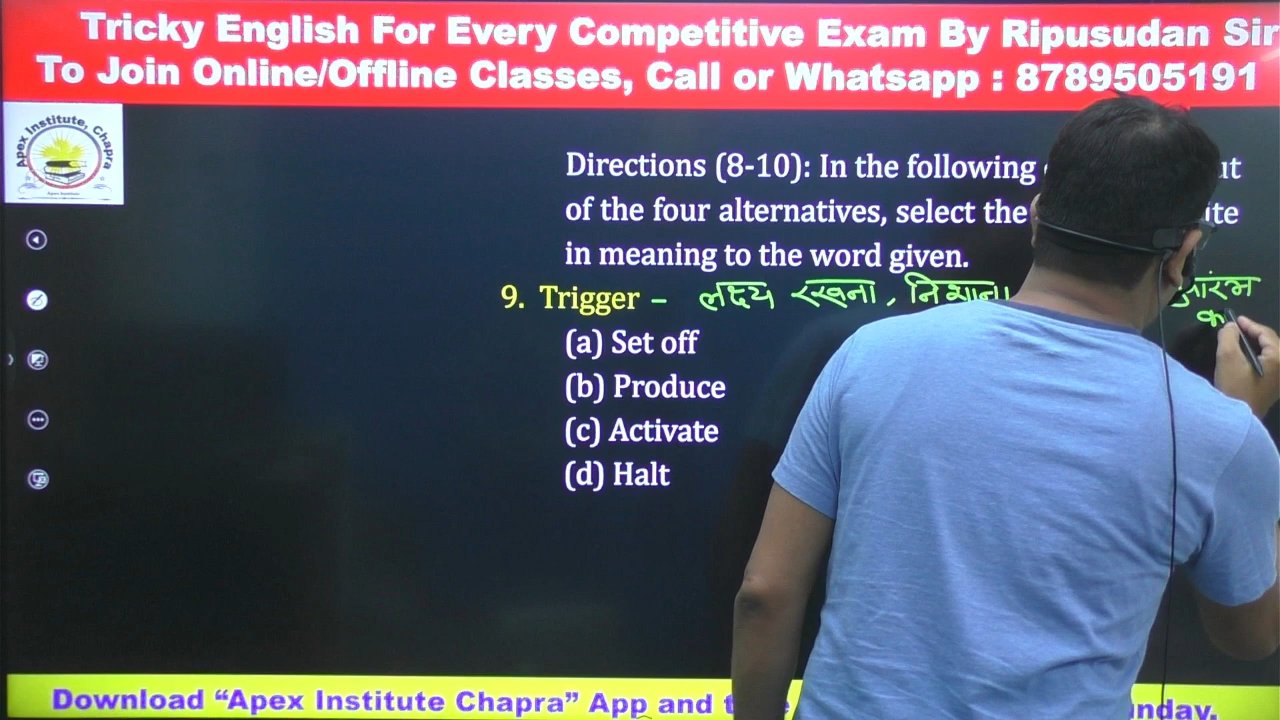 Tricky English For Every Competitive Exam By Ripusudan Sir
To Join Online/Offline Classes, Call or Whatsapp : 8789505191
Apex Institute, Chapra
Directions (8-10): In the following
of the four alternatives, select the
in meaning to the word given.
9. Trigger – लक्ष्य रखना, निशाना
(a) Set off
(b) Produce
(c) Activate
(d) Halt
Download “Apex Institute Chapra” App and